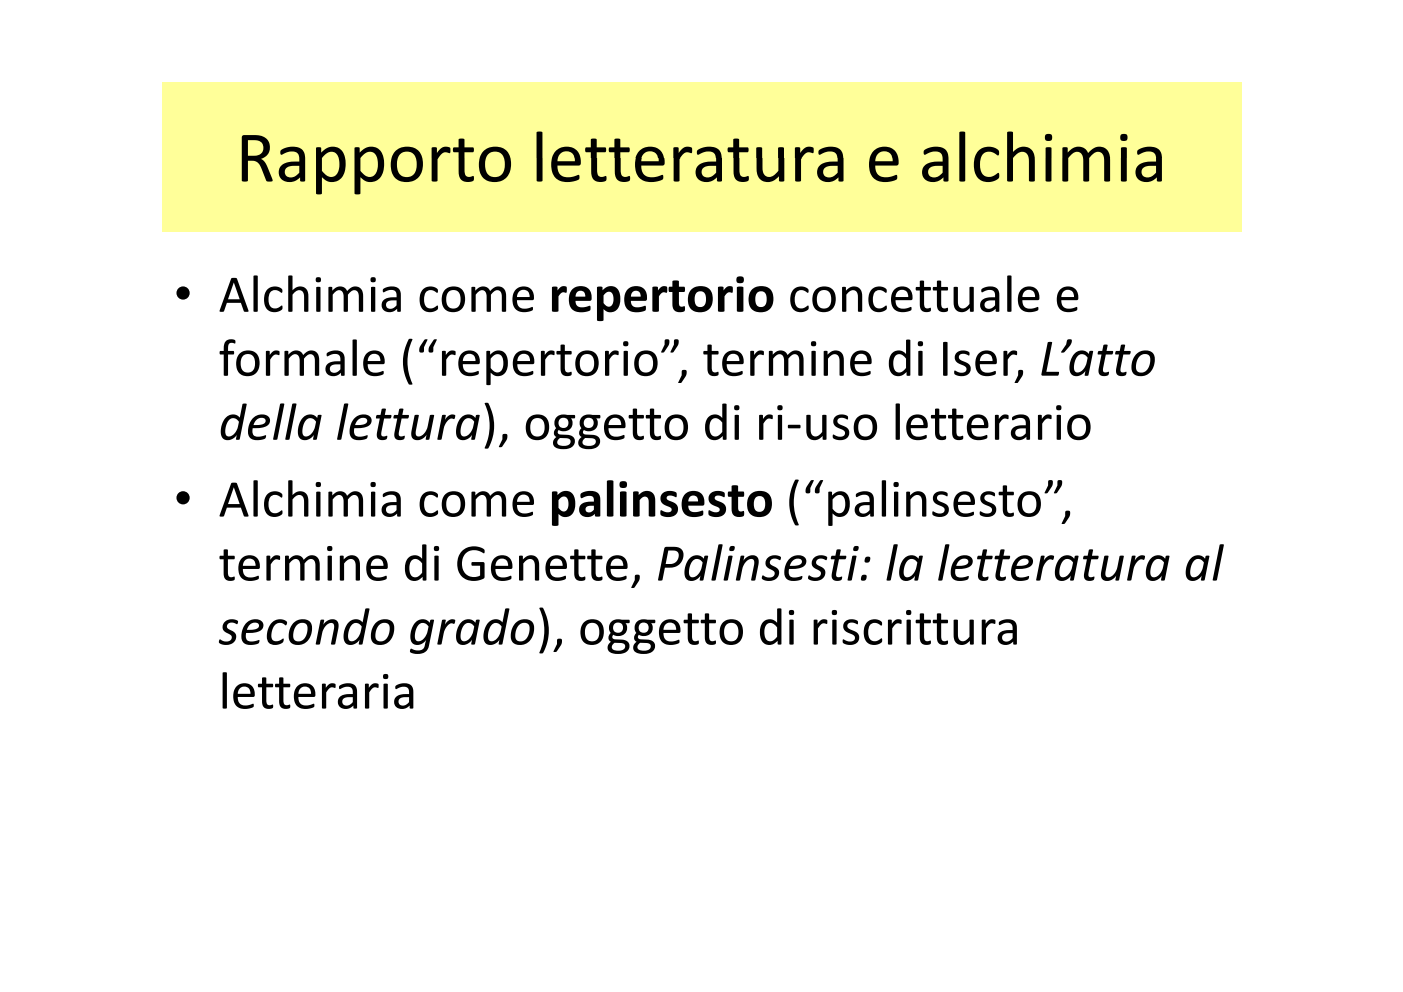 Rapporto letteratura e alchimia
• Alchimia come repertorio concettuale e
formale (“repertorio”, termine di Iser, L’atto
della lettura), oggetto di ri-uso letterario
• Alchimia come palinsesto (“palinsesto”,
termine di Genette, Palinsesti: la letteratura al
secondo grado), oggetto di riscrittura
letteraria